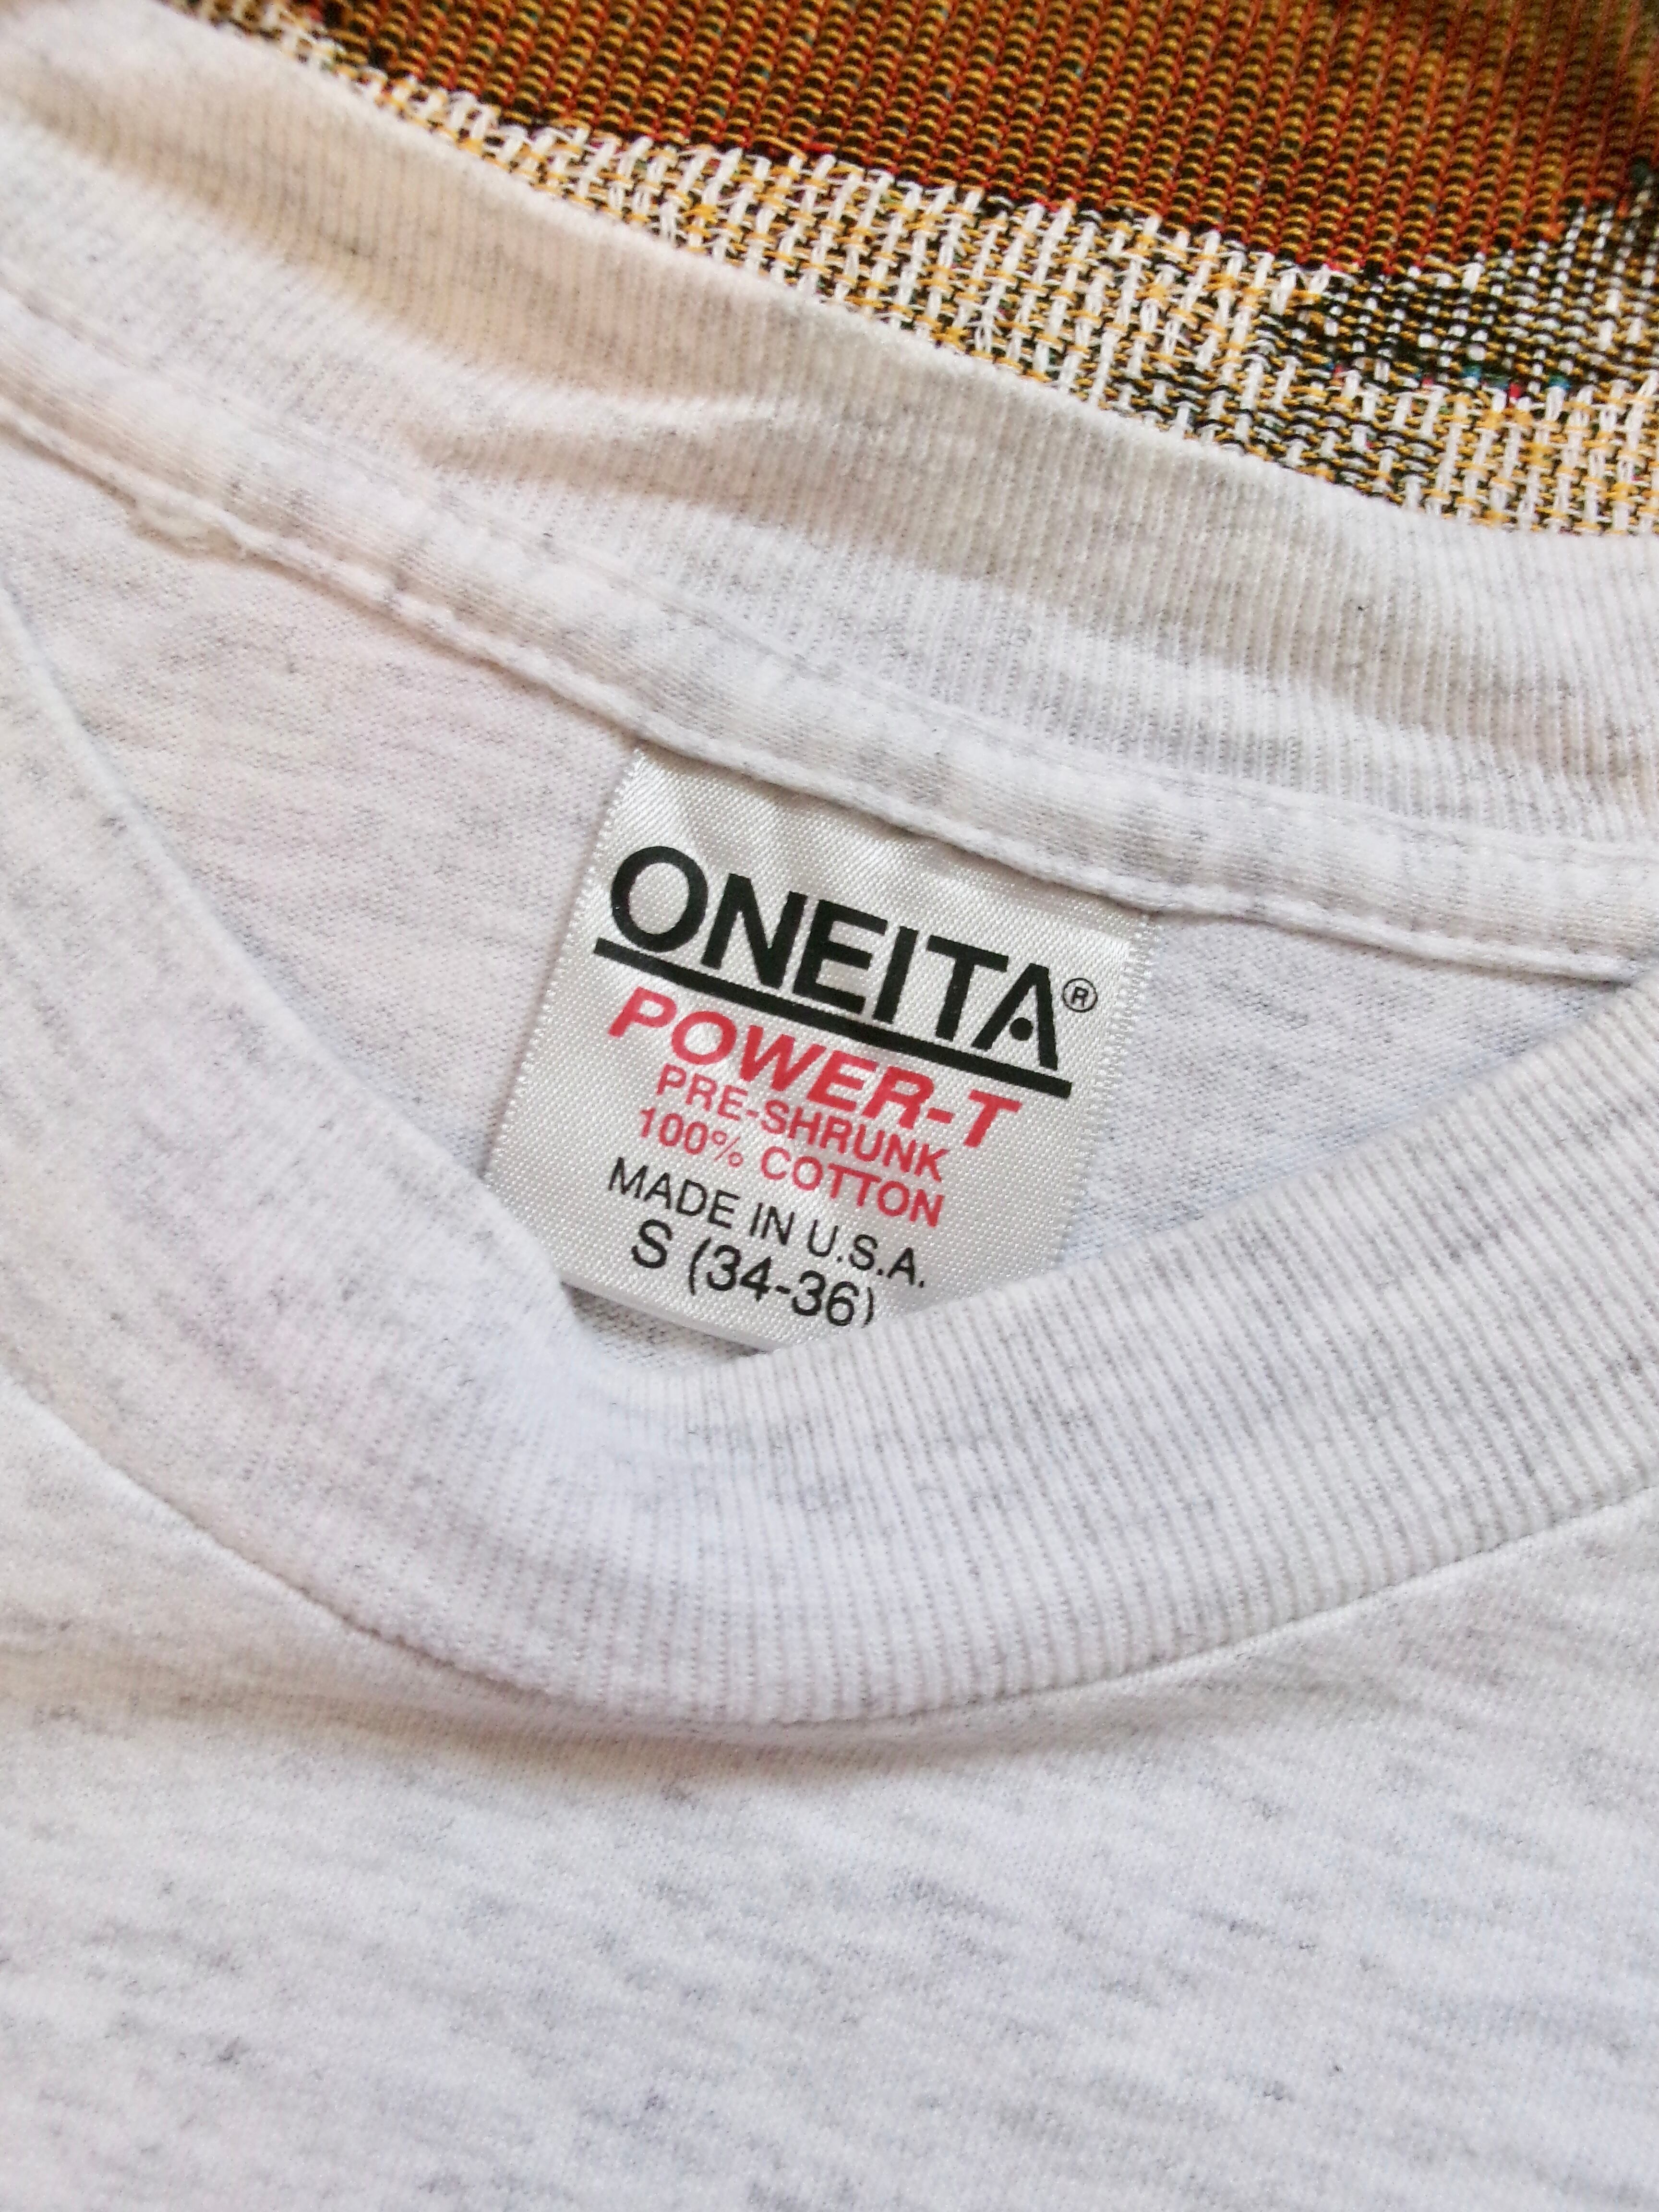 ONEITA®
POWER-T
PRE-SHRUNK
100% COTTON
MADE IN U.S.A.
S (34-36)